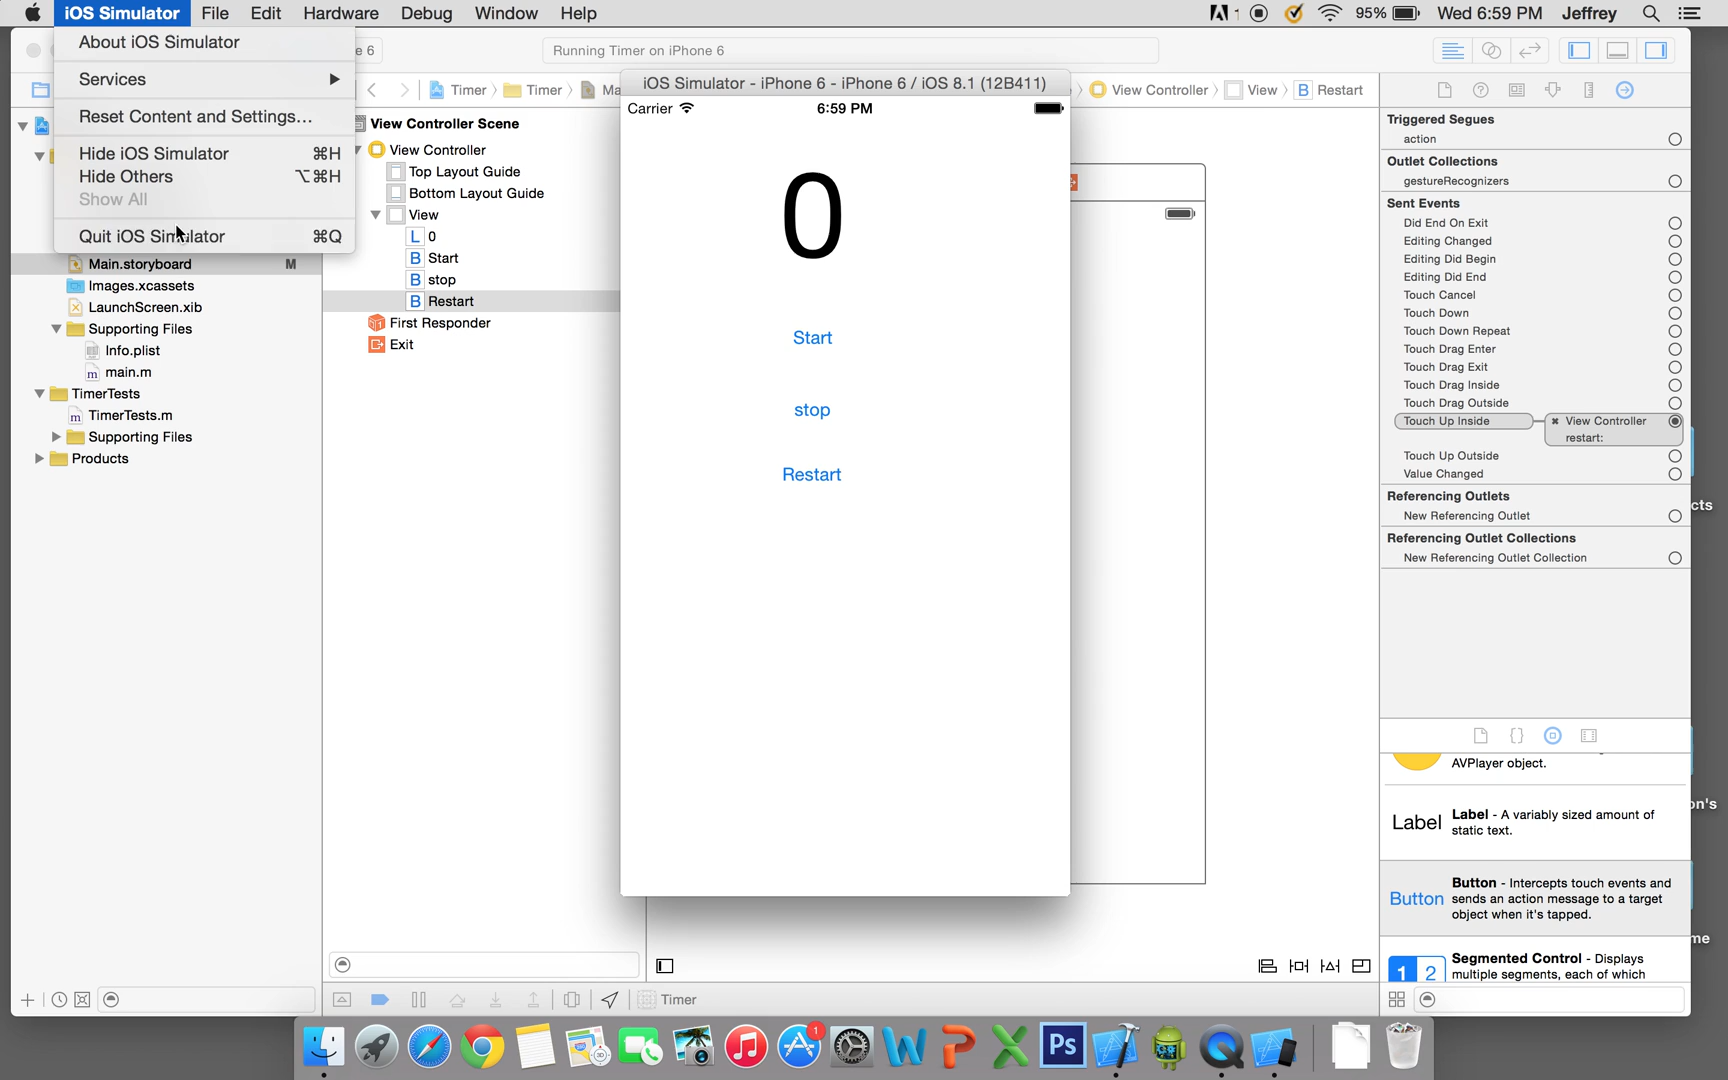 iOS Simulator File Edit Hardware Debug Window Help 1 95% Wed 6:59 PM Jeffrey
About iOS Simulator
Services
Reset Content and Settings...
Hide iOS Simulator ⌘H
Hide Others ⌥⌘H
Show All
Quit iOS Simulator ⌘Q
e 6
Running Timer on iPhone 6
Timer Timer Ma View Controller View B Restart
Main.storyboard M
Images.xcassets
LaunchScreen.xib
Supporting Files
Info.plist
m main.m
TimerTests
m TimerTests.m
Supporting Files
Products
View Controller Scene
View Controller
Top Layout Guide
Bottom Layout Guide
View
L 0
B Start
B stop
B Restart
First Responder
Exit
iOS Simulator - iPhone 6 - iPhone 6 / iOS 8.1 (12B411)
Carrier 6:59 PM
0
Start
stop
Restart
Triggered Segues
action
Outlet Collections
gestureRecognizers
Sent Events
Did End On Exit
Editing Changed
Editing Did Begin
Editing Did End
Touch Cancel
Touch Down
Touch Down Repeat
Touch Drag Enter
Touch Drag Exit
Touch Drag Inside
Touch Drag Outside
Touch Up Inside View Controller
restart:
Touch Up Outside
Value Changed
Referencing Outlets
New Referencing Outlet
Referencing Outlet Collections
New Referencing Outlet Collection
AVPlayer object.
Label Label - A variably sized amount of
static text.
Button Button - Intercepts touch events and
sends an action message to a target
object when it's tapped.
1 2 Segmented Control - Displays
multiple segments, each of which
Timer
cts
on's
me
1
Ps